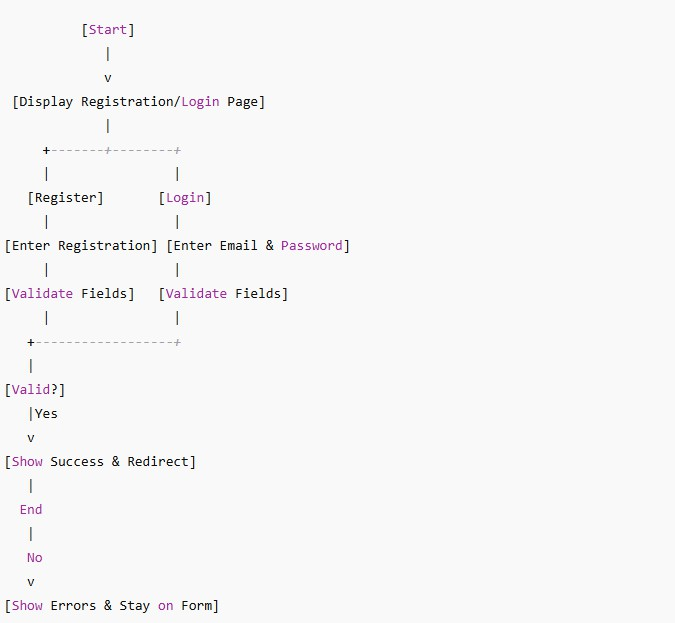 [Start]
|
v
[Display Registration/Login Page]
|
+-------+--------+
| |
[Register] [Login]
| |
[Enter Registration] [Enter Email & Password]
| |
[Validate Fields] [Validate Fields]
| |
+------------------+
|
[Valid?]
|Yes
v
[Show Success & Redirect]
|
End
|
No
v
[Show Errors & Stay on Form]